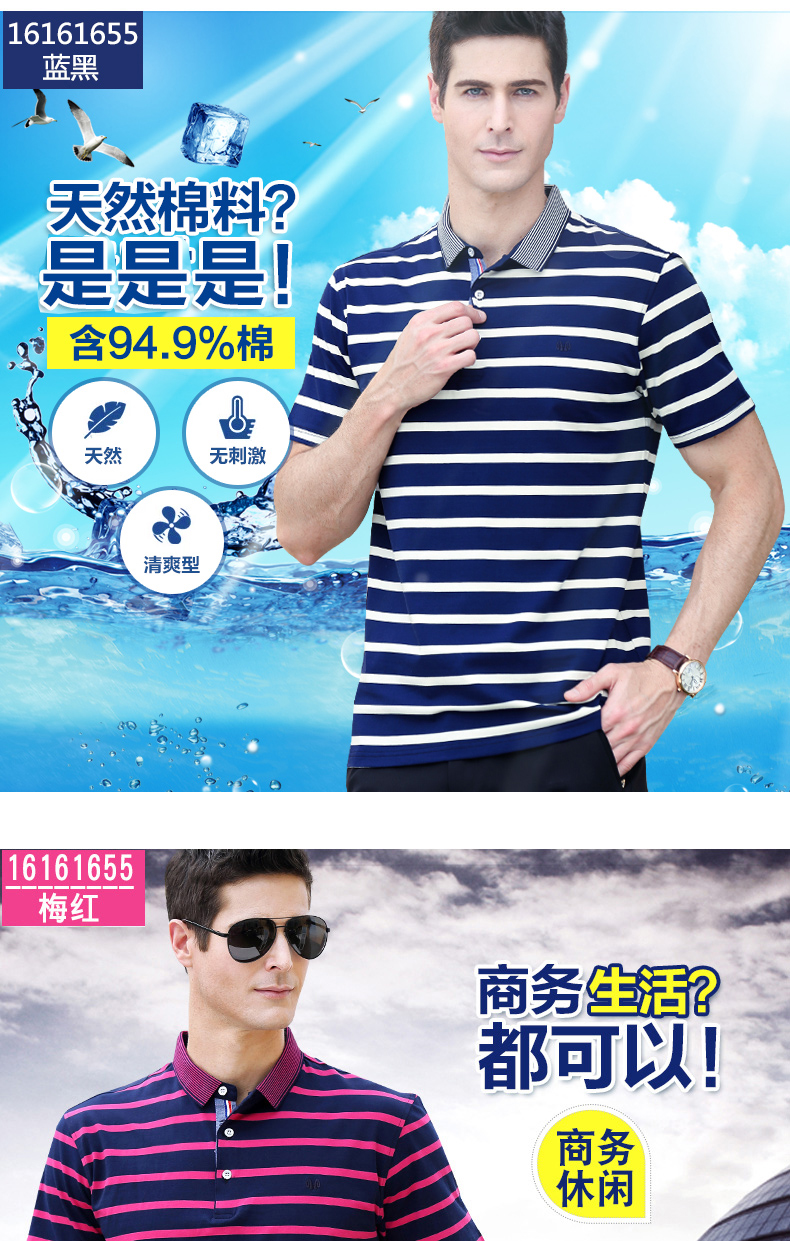 16161655
蓝黑
天然棉料?
是是是!
含94.9%棉
天然
无刺激
清爽型
16161655
梅红
商务生活?
都可以!
商务
休闲